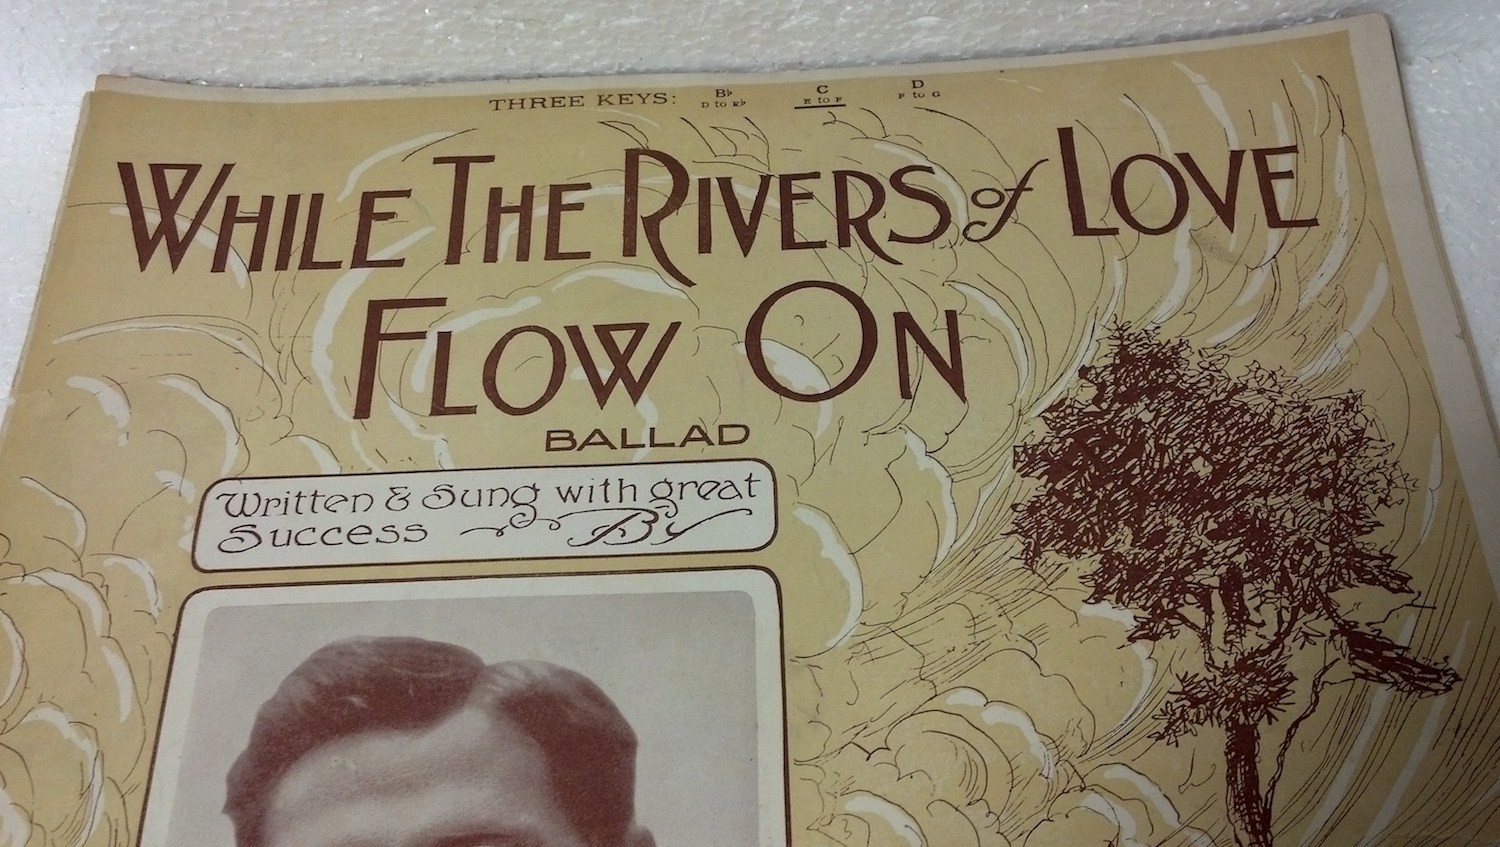 THREE KEYS: B♭ C D
D to E♭ E to F F to G
WHILE THE RIVERS of LOVE
FLOW ON
BALLAD
Written & Sung with great
Success By